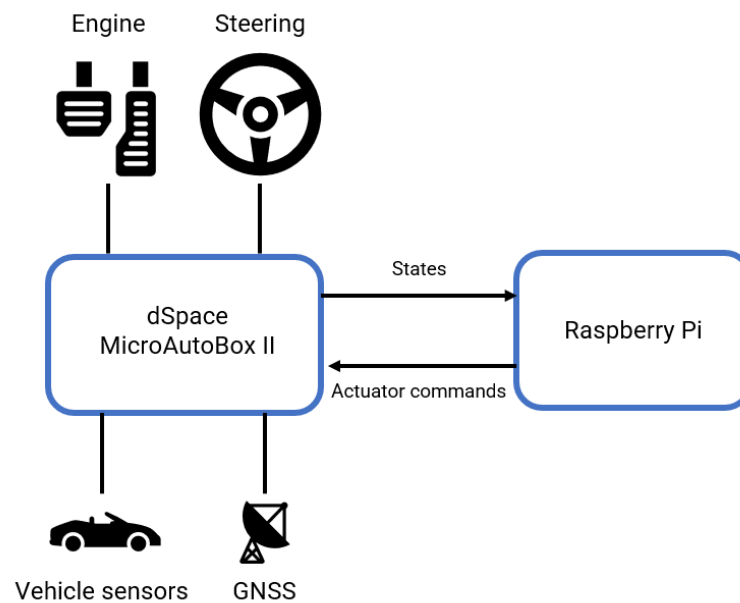 Engine
Steering
dSpace
MicroAutoBox II
States
Raspberry Pi
Actuator commands
Vehicle sensors
GNSS